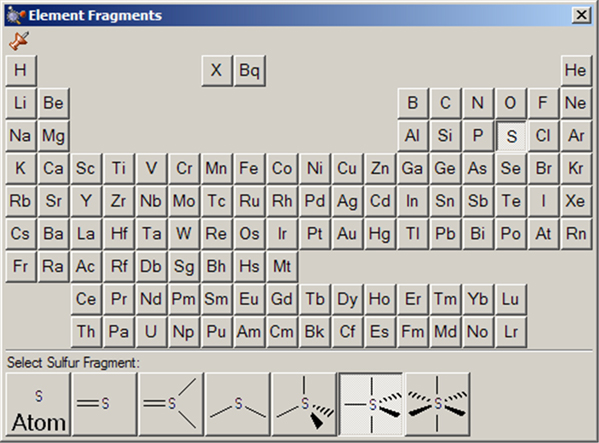 Element Fragments
H X Bq He
Li Be B C N O F Ne
Na Mg Al Si P S Cl Ar
K Ca Sc Ti V Cr Mn Fe Co Ni Cu Zn Ga Ge As Se Br Kr
Rb Sr Y Zr Nb Mo Tc Ru Rh Pd Ag Cd In Sn Sb Te I Xe
Cs Ba La Hf Ta W Re Os Ir Pt Au Hg Tl Pb Bi Po At Rn
Fr Ra Ac Rf Db Sg Bh Hs Mt
Ce Pr Nd Pm Sm Eu Gd Tb Dy Ho Er Tm Yb Lu
Th Pa U Np Pu Am Cm Bk Cf Es Fm Md No Lr
Select Sulfur Fragment:
S S S S S S S
Atom